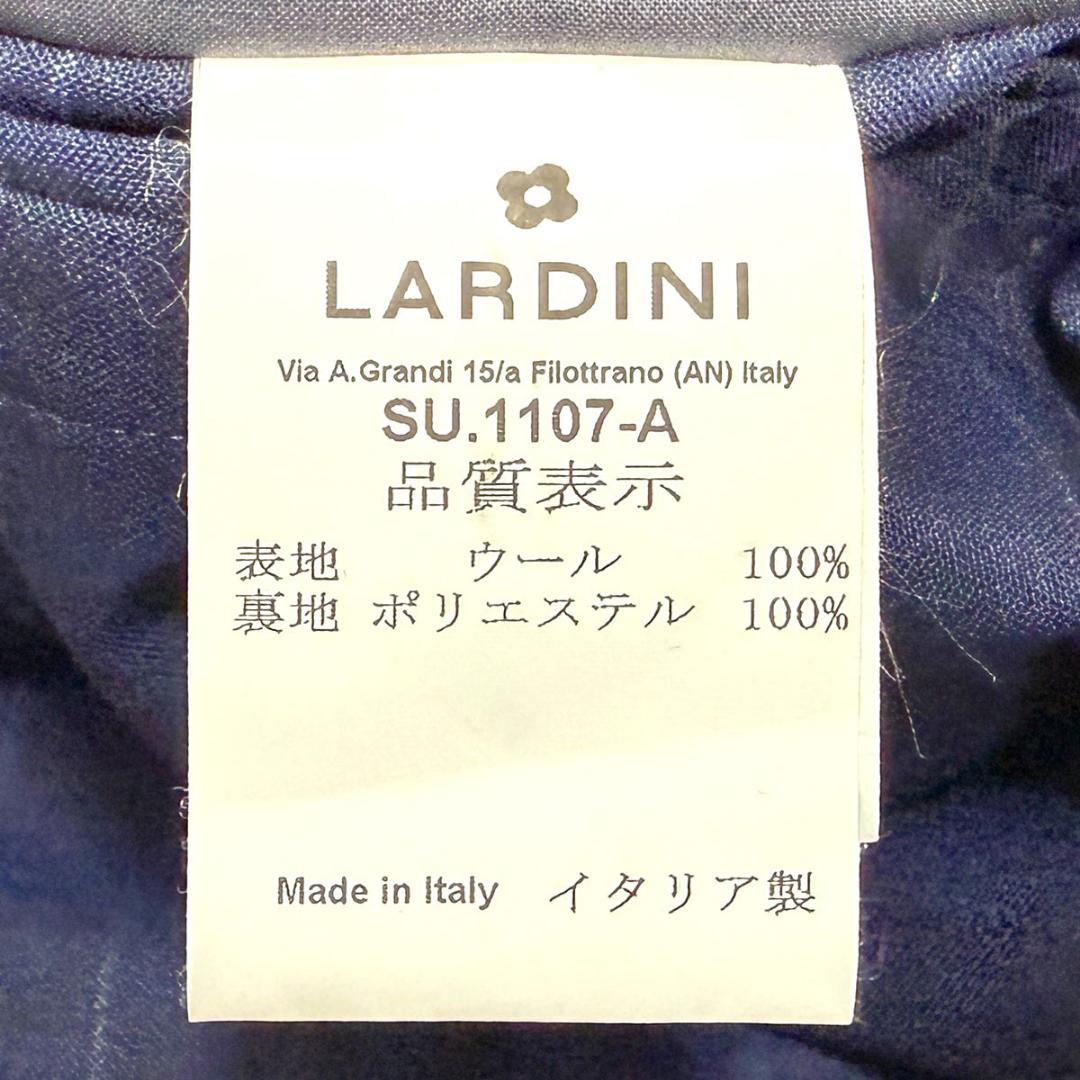 LARDINI
Via A.Grandi 15/a Filottrano (AN) Italy
SU.1107-A
品質表示
表地 ウール 100%
裏地 ポリエステル 100%
Made in Italy イタリア製